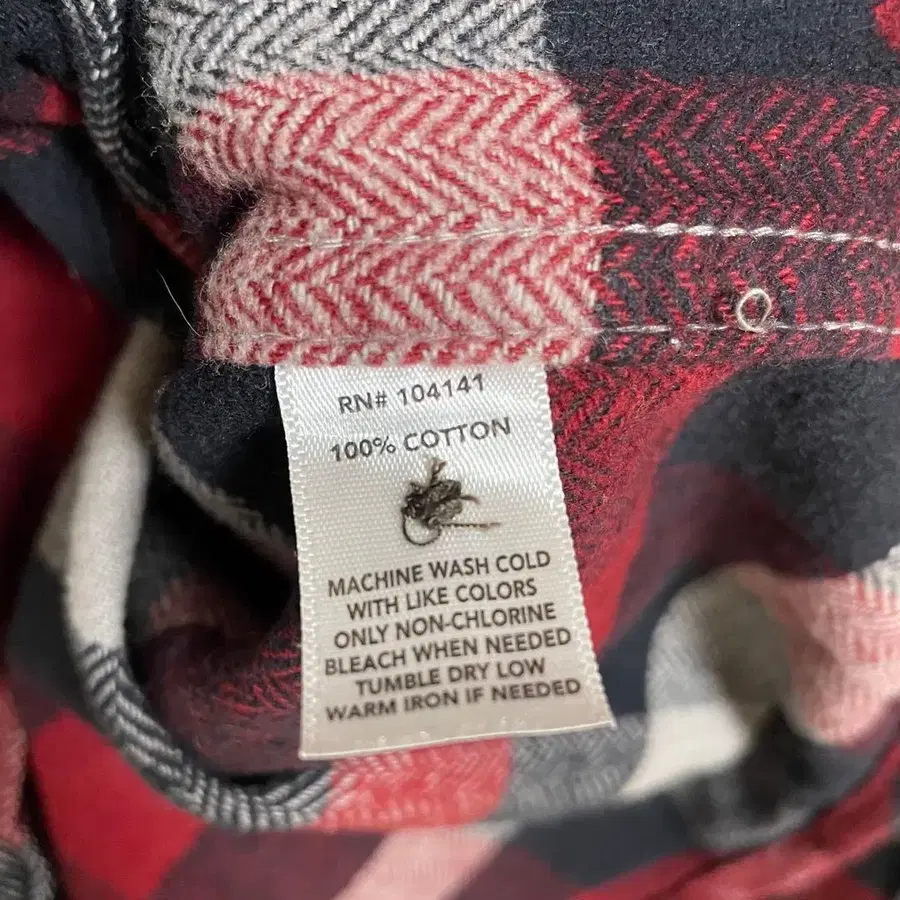 RN# 104141
100% COTTON
MACHINE WASH COLD
WITH LIKE COLORS
ONLY NON-CHLORINE
BLEACH WHEN NEEDED
TUMBLE DRY LOW
WARM IRON IF NEEDED